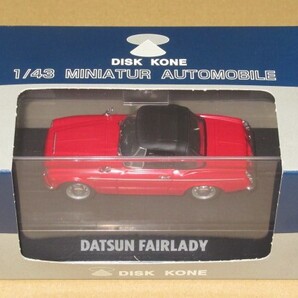 DISK KONE
1/43 MINIATUR AUTOMOBILE
DATSUN FAIRLADY
DISK KONE